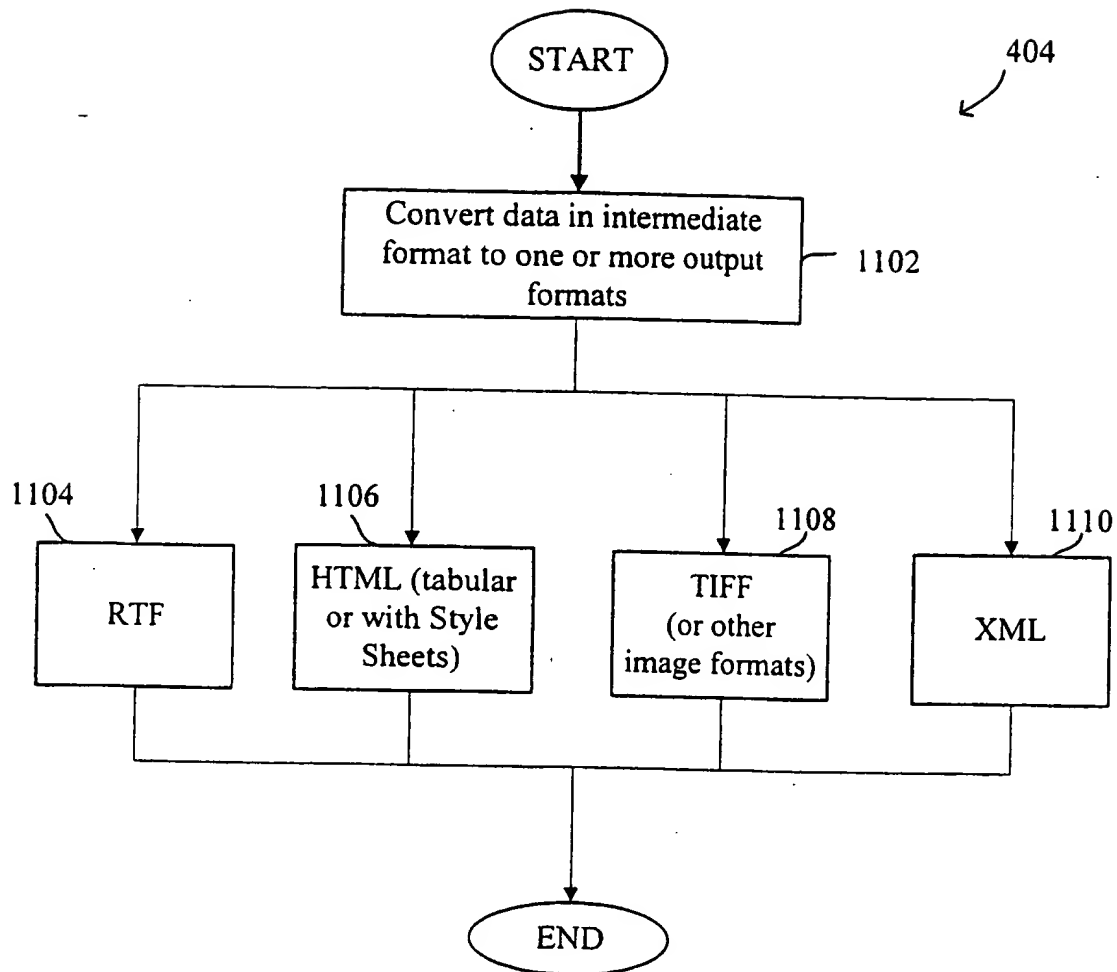 START
404
Convert data in intermediate
format to one or more output
formats
1102
1104
RTF
1106
HTML (tabular
or with Style
Sheets)
1108
TIFF
(or other
image formats)
1110
XML
END